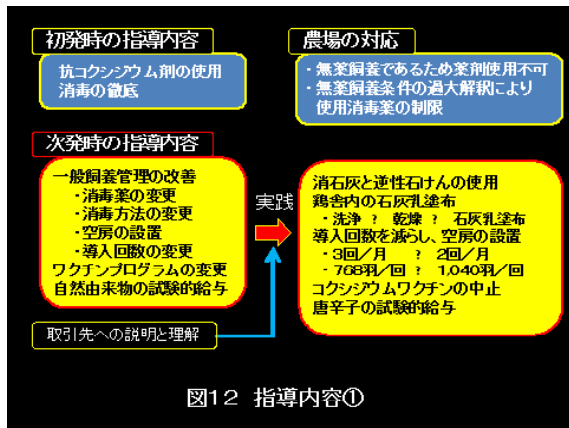 初発時の指導内容
抗コクシジウム剤の使用
消毒の徹底
農場の対応
・無薬飼養であるため薬剤使用不可
・無薬飼養条件の過大解釈により
使用消毒薬の制限
次発時の指導内容
一般飼養管理の改善
・消毒薬の変更
・消毒方法の変更
・空房の設置
・導入回数の変更
ワクチンプログラムの変更
自然由来物の試験的給与
実践
消石灰と逆性石けんの使用
鶏舎内の石灰乳塗布
・洗浄 ? 乾燥 ? 石灰乳塗布
導入回数を減らし、空房の設置
・3回/月 ? 2回/月
・768羽/回 ? 1,040羽/回
コクシジウムワクチンの中止
唐辛子の試験的給与
取引先への説明と理解
図12 指導内容①